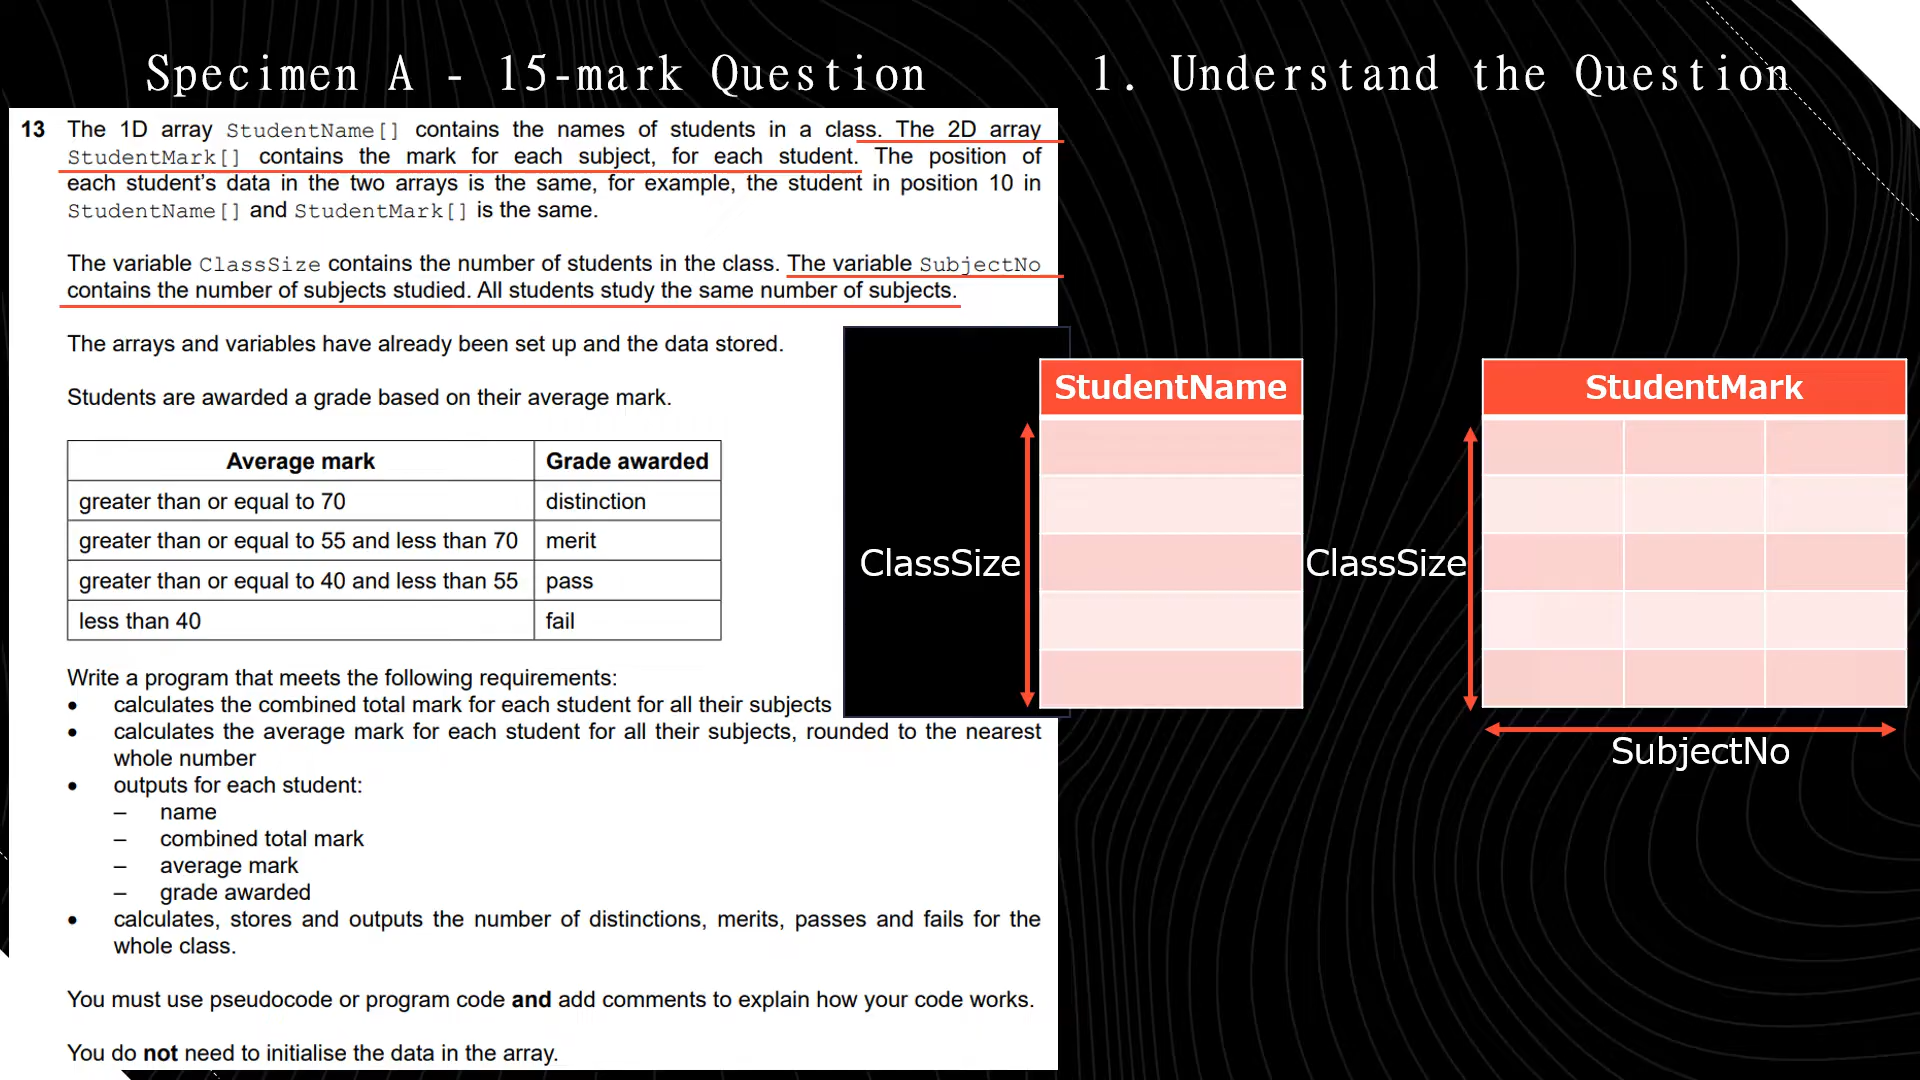 Specimen A - 15-mark Question
1. Understand the Question
13 The 1D array StudentName[] contains the names of students in a class. The 2D array
StudentMark[] contains the mark for each subject, for each student. The position of
each student's data in the two arrays is the same, for example, the student in position 10 in
StudentName[] and StudentMark[] is the same.
The variable ClassSize contains the number of students in the class. The variable SubjectNo
contains the number of subjects studied. All students study the same number of subjects.
The arrays and variables have already been set up and the data stored.
Students are awarded a grade based on their average mark.
Average mark Grade awarded
greater than or equal to 70 distinction
greater than or equal to 55 and less than 70 merit
greater than or equal to 40 and less than 55 pass
less than 40 fail
Write a program that meets the following requirements:
• calculates the combined total mark for each student for all their subjects
• calculates the average mark for each student for all their subjects, rounded to the nearest
whole number
• outputs for each student:
– name
– combined total mark
– average mark
– grade awarded
• calculates, stores and outputs the number of distinctions, merits, passes and fails for the
whole class.
You must use pseudocode or program code and add comments to explain how your code works.
You do not need to initialise the data in the array.
StudentName
ClassSize
StudentMark
ClassSize
SubjectNo